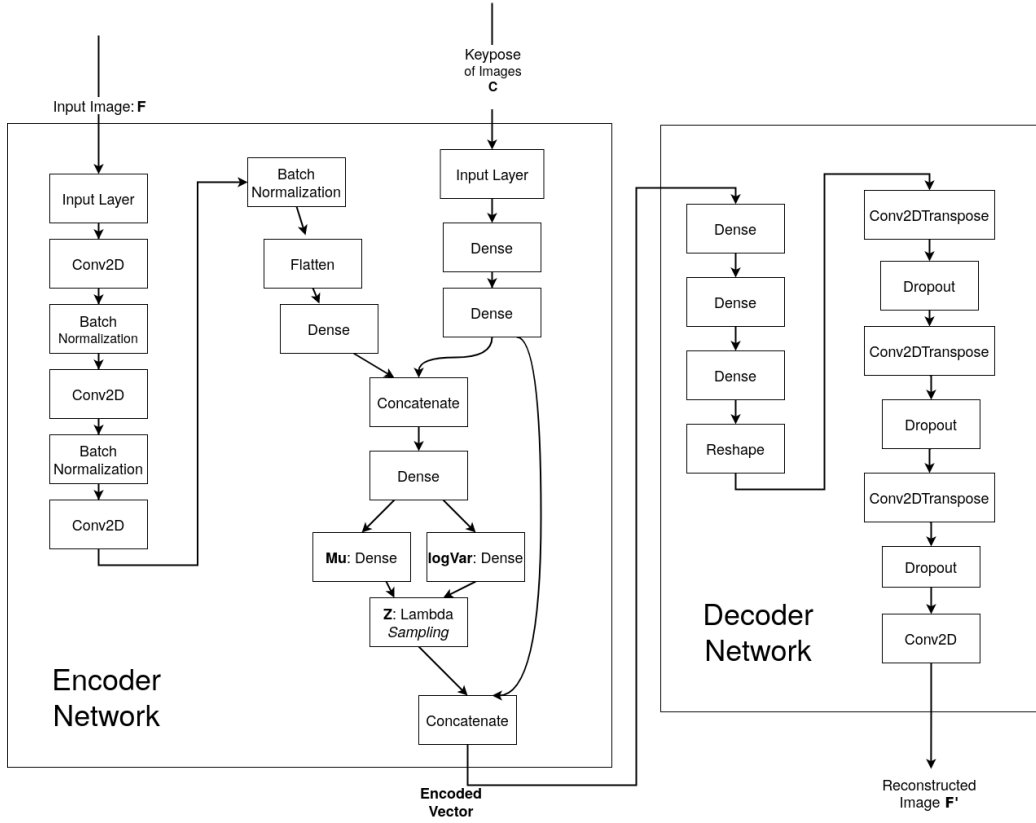 Input Image: F
Keypose
of Images
C
Input Layer
Conv2D
Batch
Normalization
Conv2D
Batch
Normalization
Conv2D
Batch
Normalization
Flatten
Dense
Input Layer
Dense
Dense
Concatenate
Dense
Mu: Dense
logVar: Dense
Z: Lambda
Sampling
Concatenate
Encoder
Network
Encoded
Vector
Dense
Dense
Dense
Reshape
Conv2DTranspose
Dropout
Conv2DTranspose
Dropout
Conv2DTranspose
Dropout
Conv2D
Decoder
Network
Reconstructed
Image F'